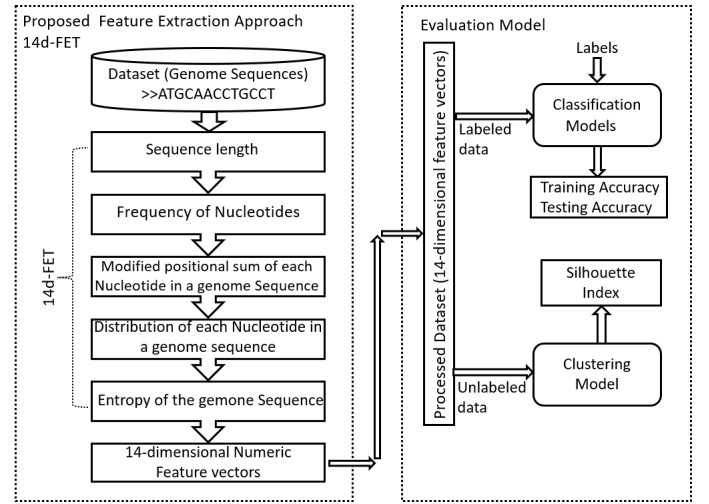 Proposed Feature Extraction Approach
14d-FET
Dataset (Genome Sequences)
>>ATGCAACCTGCCT
Sequence length
Frequency of Nucleotides
Modified positional sum of each
Nucleotide in a genome Sequence
Distribution of each Nucleotide in
a genome sequence
Entropy of the gemone Sequence
14-dimensional Numeric
Feature vectors
14d-FET
Evaluation Model
Processed Dataset (14-dimensional feature vectors)
Labels
Classification
Models
Labeled
data
Training Accuracy
Testing Accuracy
Silhouette
Index
Clustering
Model
Unlabeled
data